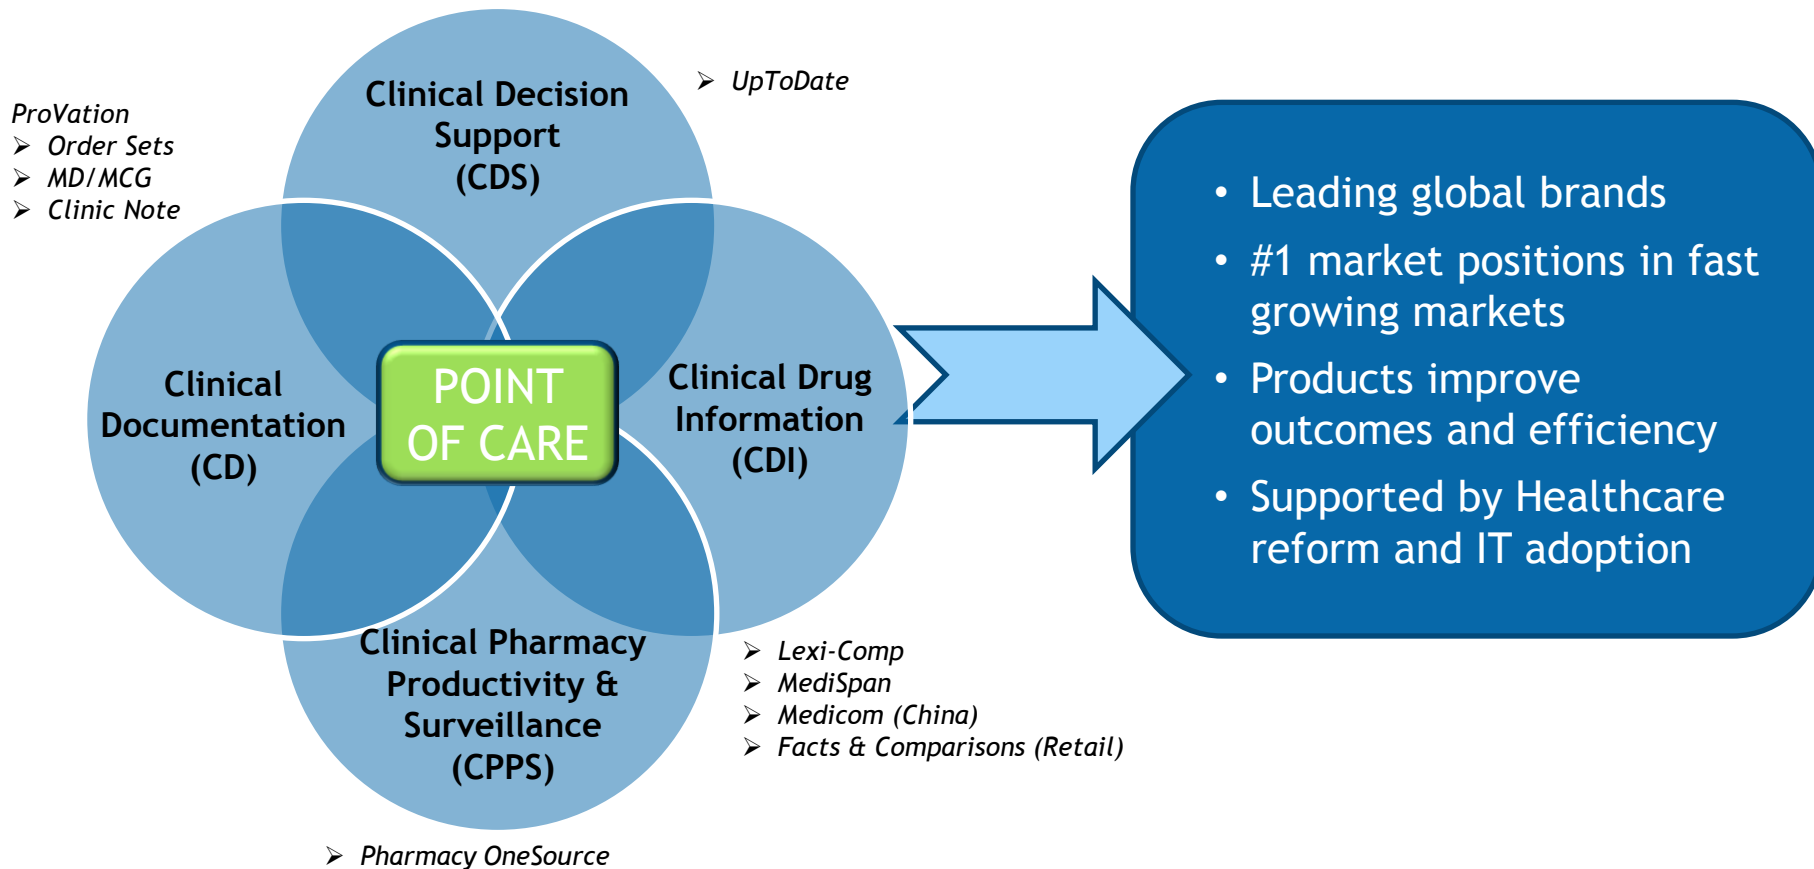 ProVation
➢ Order Sets
➢ MD/MCG
➢ Clinic Note
Clinical Decision
Support
(CDS)
➢ UpToDate
Clinical
Documentation
(CD)
POINT
OF CARE
Clinical Drug
Information
(CDI)
Clinical Pharmacy
Productivity &
Surveillance
(CPPS)
➢ Lexi-Comp
➢ MediSpan
➢ Medicom (China)
➢ Facts & Comparisons (Retail)
➢ Pharmacy OneSource
• Leading global brands
• #1 market positions in fast
growing markets
• Products improve
outcomes and efficiency
• Supported by Healthcare
reform and IT adoption